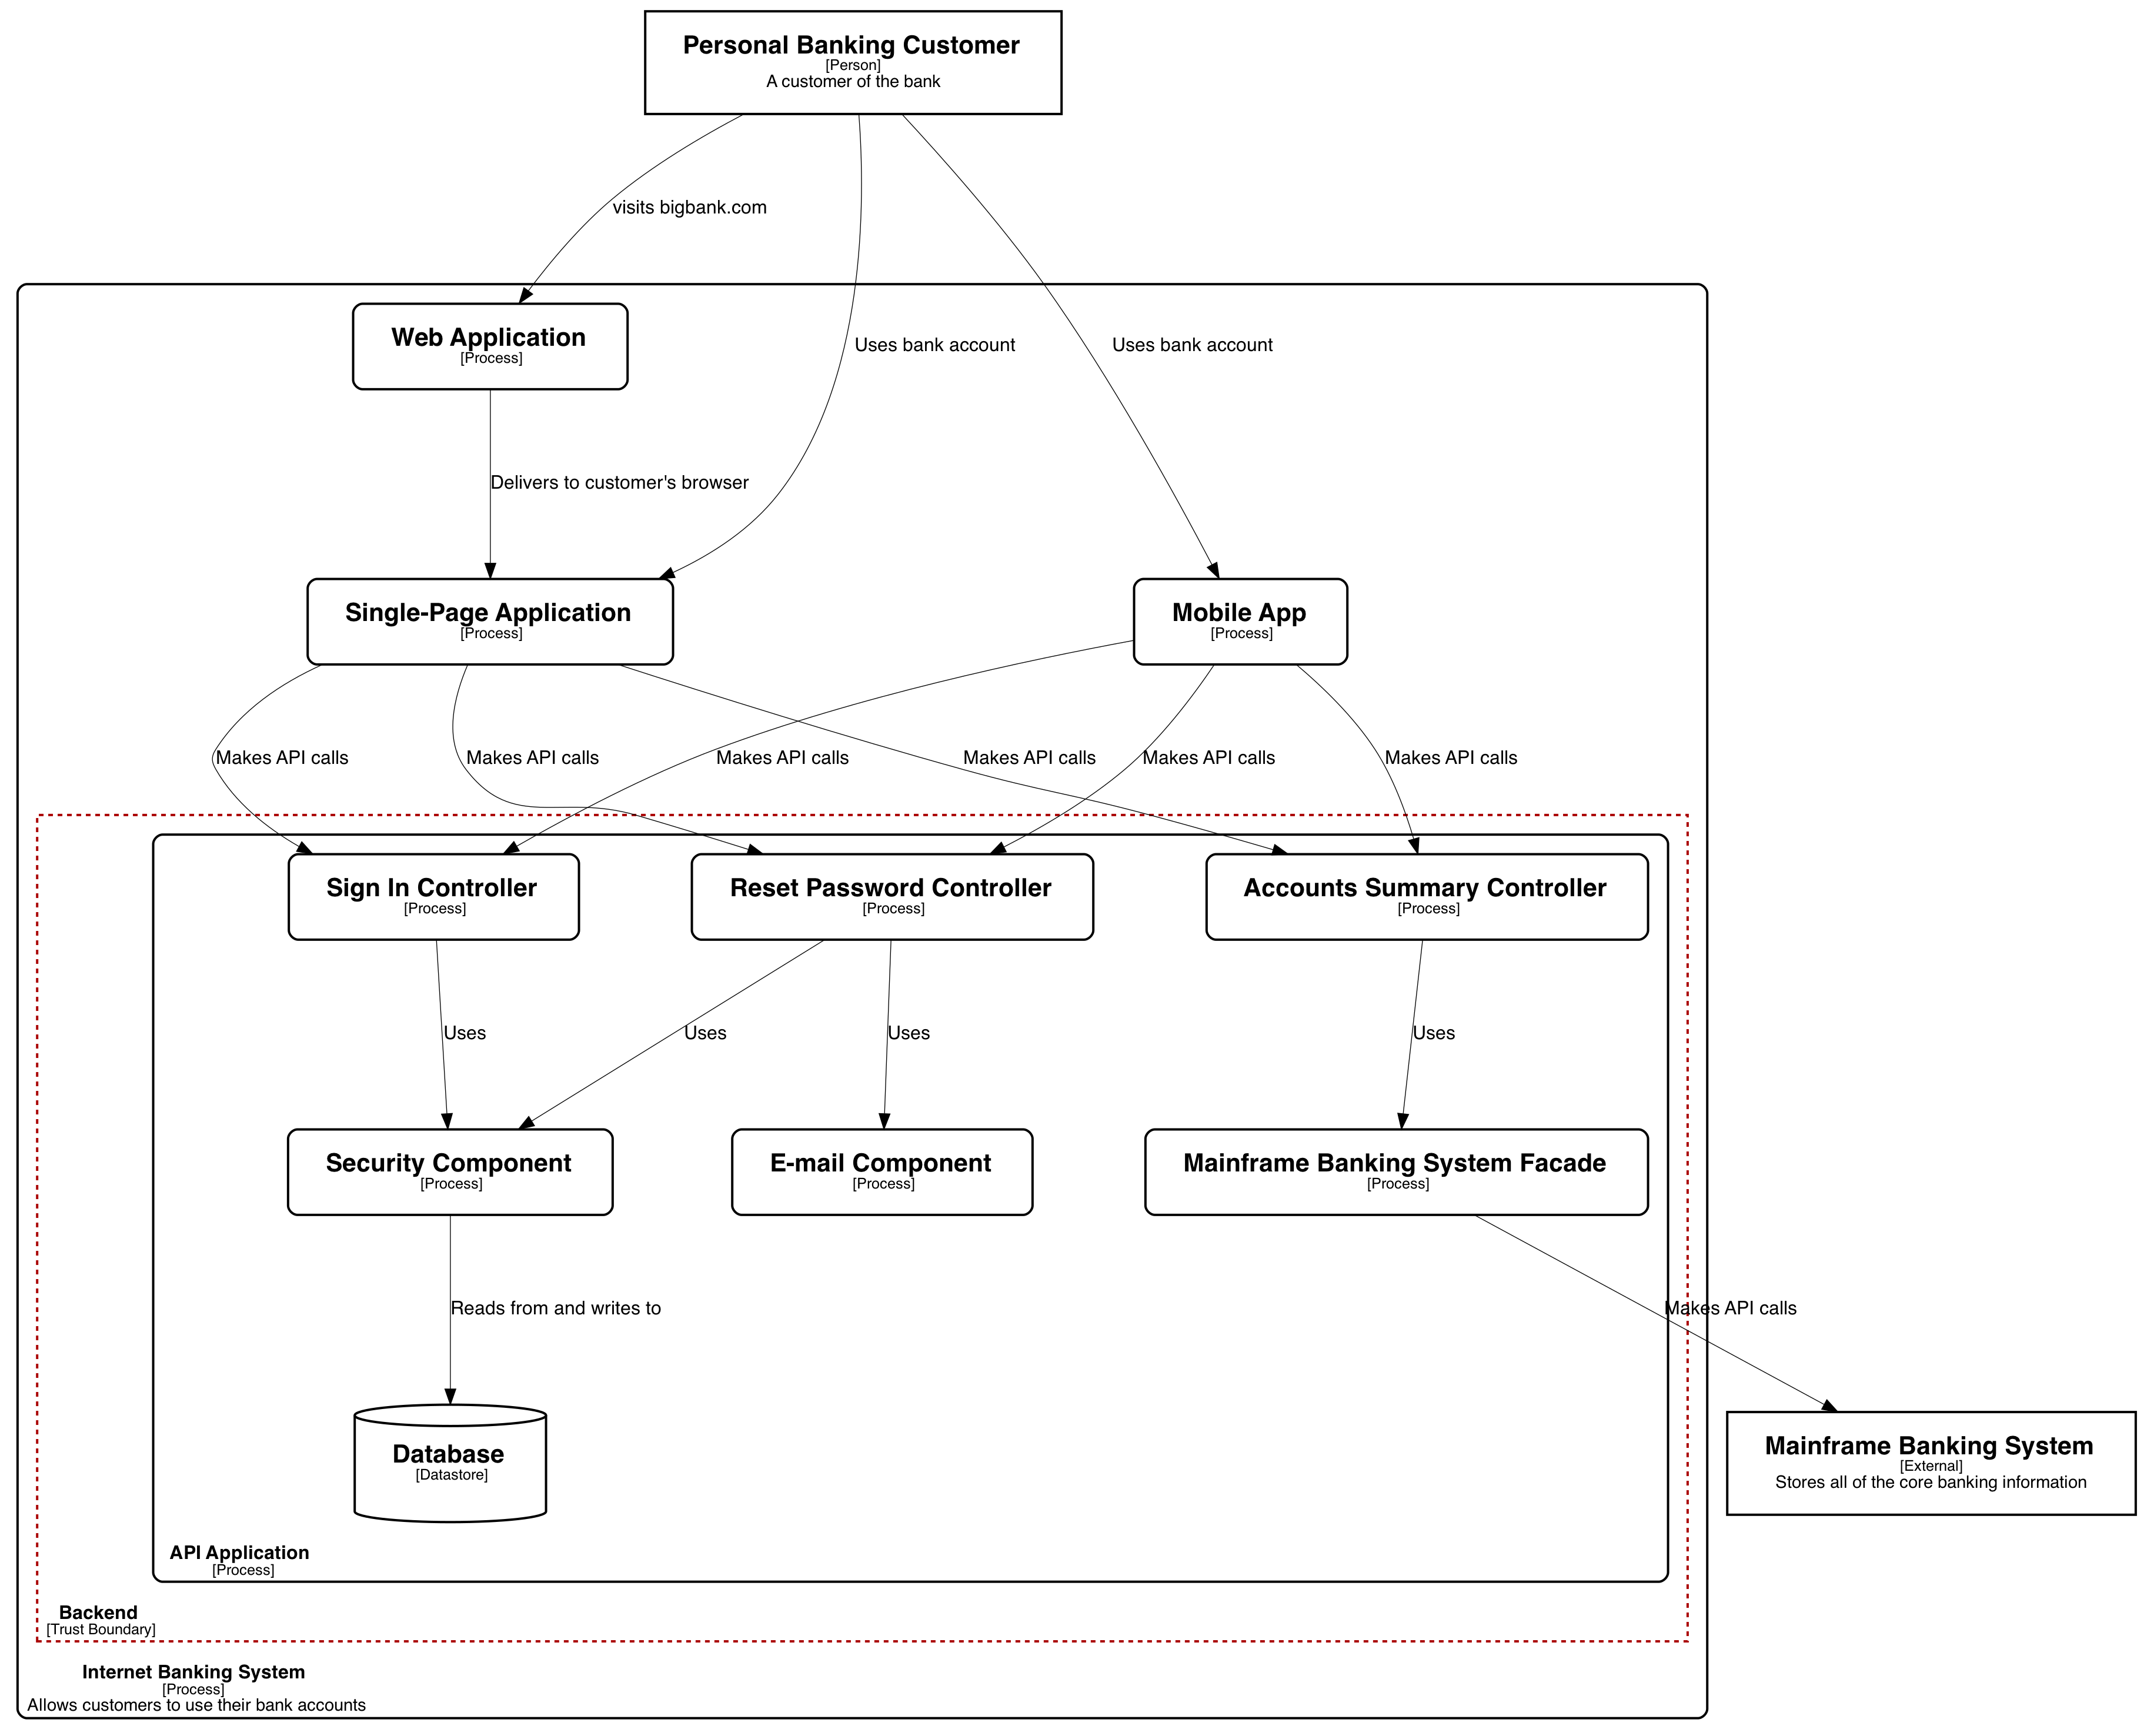 Personal Banking Customer
[Person]
A customer of the bank
visits bigbank.com
Web Application
[Process]
Uses bank account
Uses bank account
Delivers to customer's browser
Single-Page Application
[Process]
Mobile App
[Process]
Makes API calls
Makes API calls
Makes API calls
Makes API calls
Makes API calls
Makes API calls
Sign In Controller
[Process]
Reset Password Controller
[Process]
Accounts Summary Controller
[Process]
Uses
Uses
Uses
Uses
Security Component
[Process]
E-mail Component
[Process]
Mainframe Banking System Facade
[Process]
Reads from and writes to
Makes API calls
Database
[Datastore]
Mainframe Banking System
[External]
Stores all of the core banking information
API Application
[Process]
Backend
[Trust Boundary]
Internet Banking System
[Process]
Allows customers to use their bank accounts